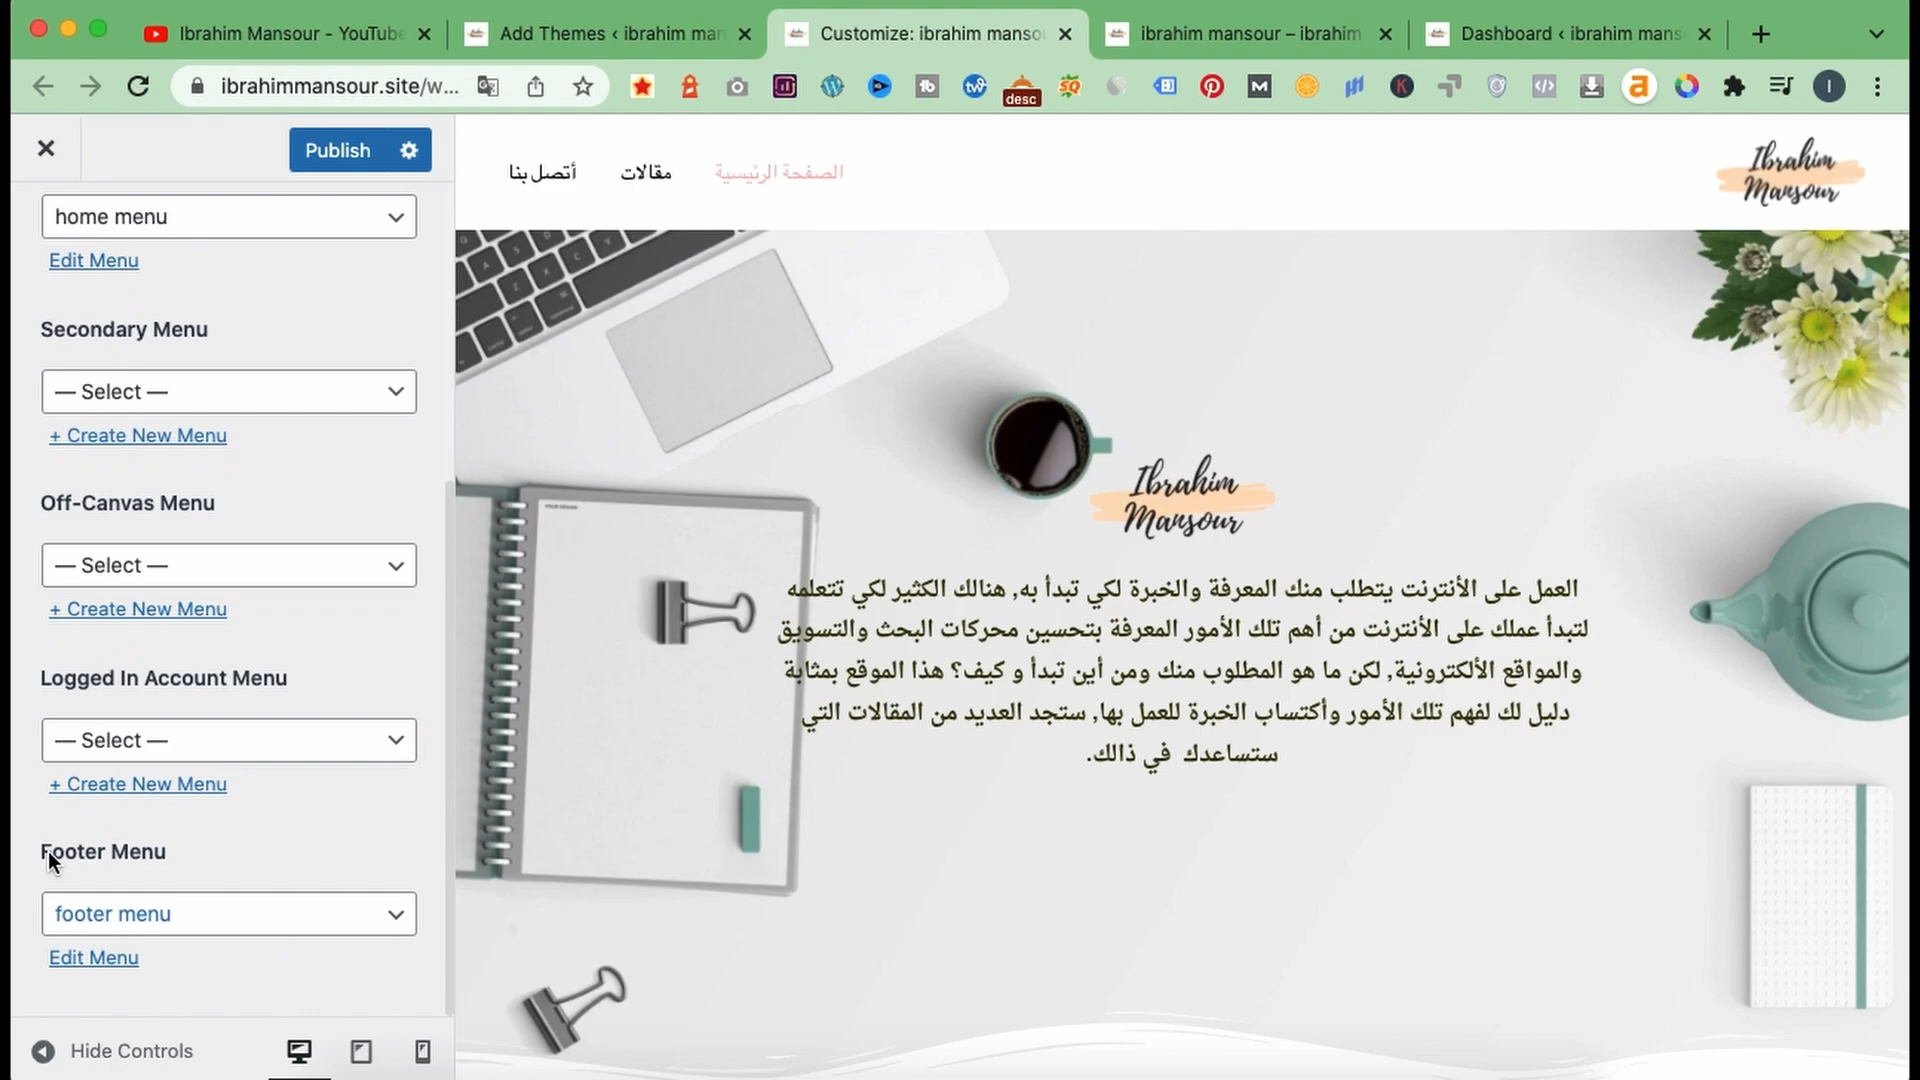 Ibrahim Mansour - YouTube
Add Themes ‹ ibrahim man
Customize: ibrahim manso
ibrahim mansour – ibrahim
Dashboard ‹ ibrahim mans
ibrahimmansour.site/w...
desc
Publish
home menu
Edit Menu
Secondary Menu
— Select —
+ Create New Menu
Off-Canvas Menu
— Select —
+ Create New Menu
Logged In Account Menu
— Select —
+ Create New Menu
Footer Menu
footer menu
Edit Menu
Hide Controls
الصفحة الرئيسية
مقالات
أتصل بنا
Ibrahim
Mansour
Ibrahim
Mansour
العمل على الأنترنت يتطلب منك المعرفة والخبرة لكي تبدأ به, هنالك الكثير لكي تتعلمه
لتبدأ عملك على الأنترنت من أهم تلك الأمور المعرفة بتحسين محركات البحث والتسويق
والمواقع الألكترونية, لكن ما هو المطلوب منك ومن أين تبدأ و كيف؟ هذا الموقع بمثابة
دليل لك لفهم تلك الأمور وأكتساب الخبرة للعمل بها, ستجد العديد من المقالات التي
ستساعدك في ذالك.